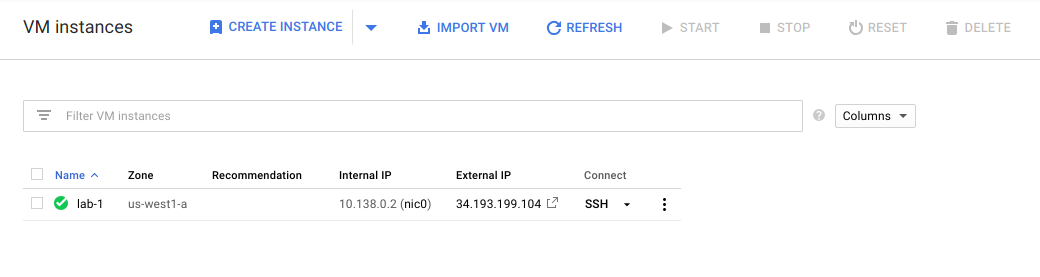 VM instances CREATE INSTANCE IMPORT VM REFRESH START STOP RESET DELETE
Filter VM instances ? Columns
Name Zone Recommendation Internal IP External IP Connect
lab-1 us-west1-a 10.138.0.2 (nic0) 34.193.199.104 SSH